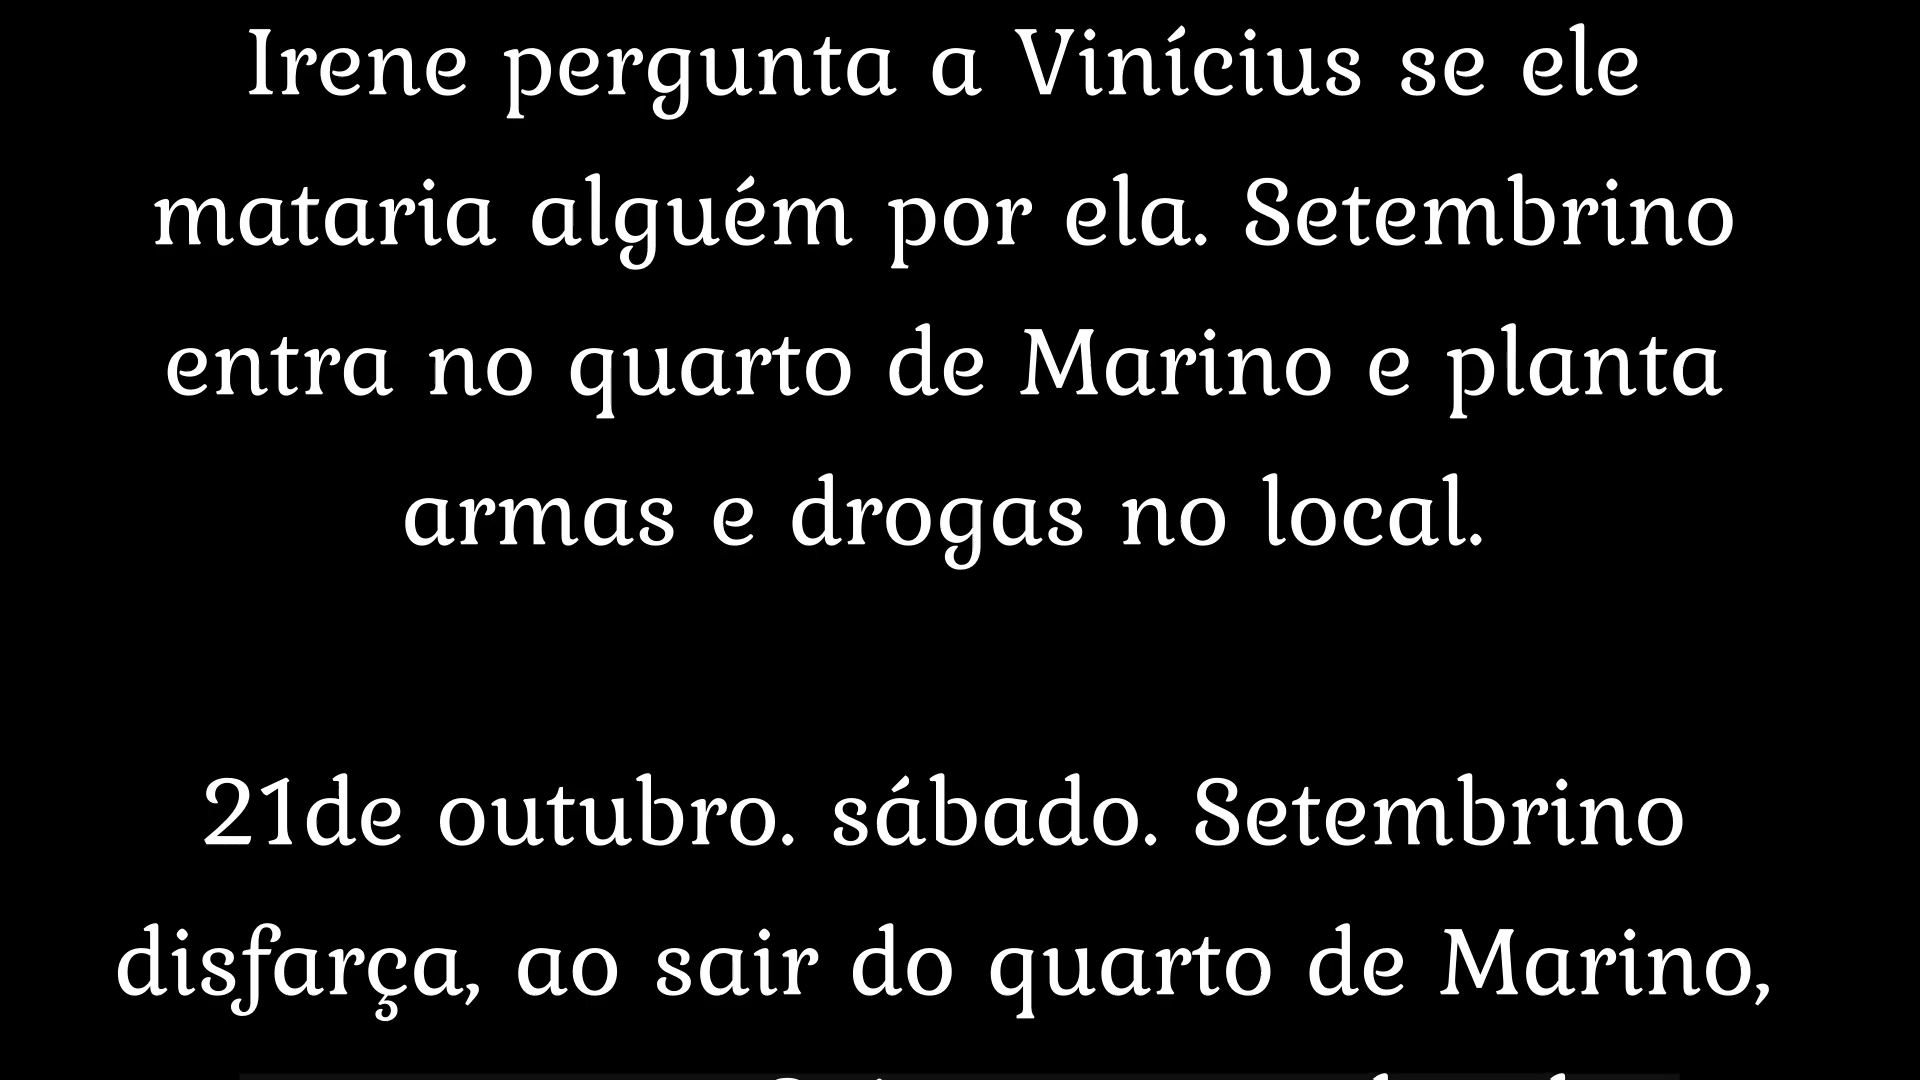 Irene pergunta a Vinícius se ele
mataria alguém por ela. Setembrino
entra no quarto de Marino e planta
armas e drogas no local.
21de outubro. sábado. Setembrino
disfarça, ao sair do quarto de Marino,